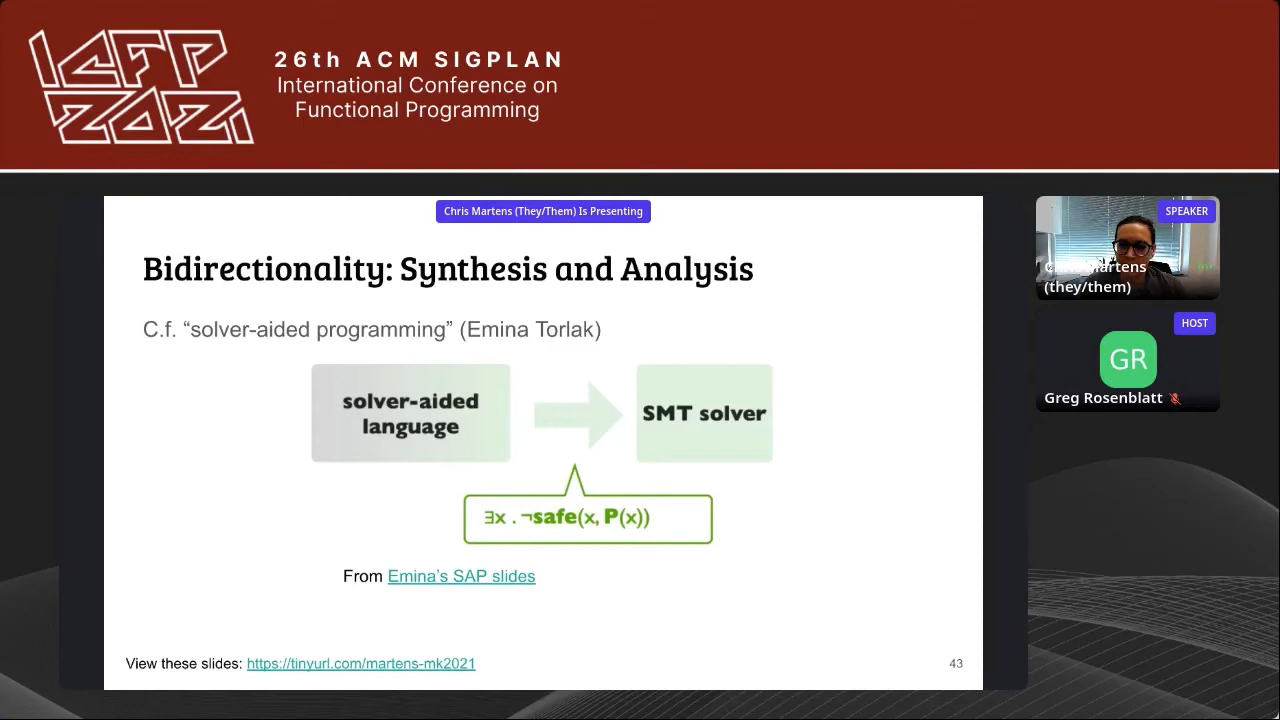 ICFP
2021
26th ACM SIGPLAN
International Conference on
Functional Programming
Chris Martens (They/Them) Is Presenting
SPEAKER
Chris Martens
(they/them)
HOST
GR
Greg Rosenblatt
Bidirectionality: Synthesis and Analysis
C.f. “solver-aided programming” (Emina Torlak)
solver-aided
language
SMT solver
∃x . ¬safe(x, P(x))
From Emina’s SAP slides
View these slides: https://tinyurl.com/martens-mk2021
43